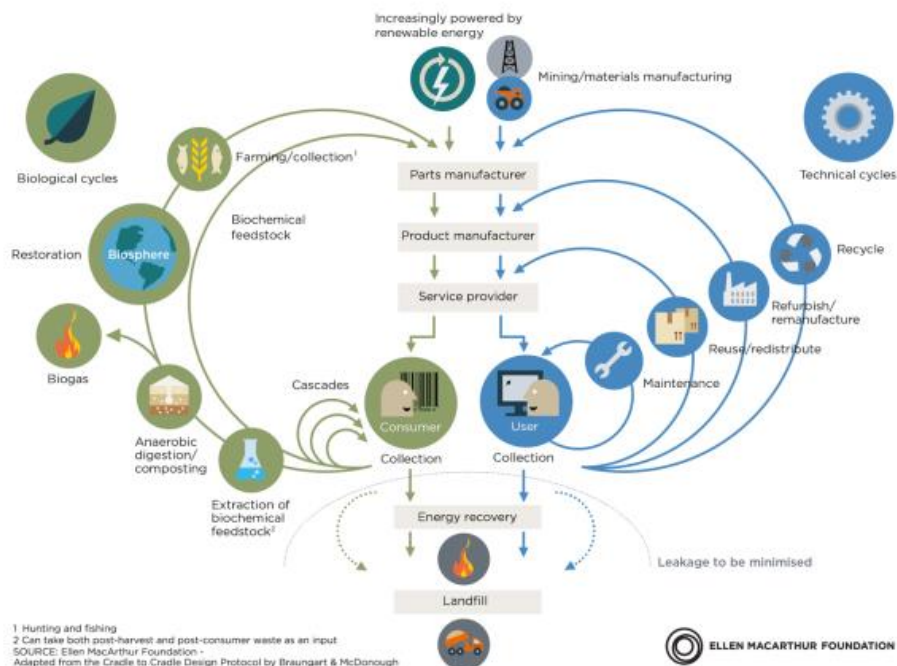 Increasingly powered by
renewable energy
Mining/materials manufacturing
Biological cycles
Technical cycles
Farming/collection¹
Parts manufacturer
Biochemical
feedstock
Product manufacturer
Restoration
Biosphere
Recycle
Service provider
Refurbish/
remanufacture
Reuse/redistribute
Biogas
Cascades
Maintenance
Consumer
User
Anaerobic
digestion/
composting
Collection
Collection
Extraction of
biochemical
feedstock²
Energy recovery
Leakage to be minimised
Landfill
1 Hunting and fishing
2 Can take both post-harvest and post-consumer waste as an input
SOURCE: Ellen MacArthur Foundation -
Adapted from the Cradle to Cradle Design Protocol by Braungart & McDonough
ELLEN MACARTHUR FOUNDATION